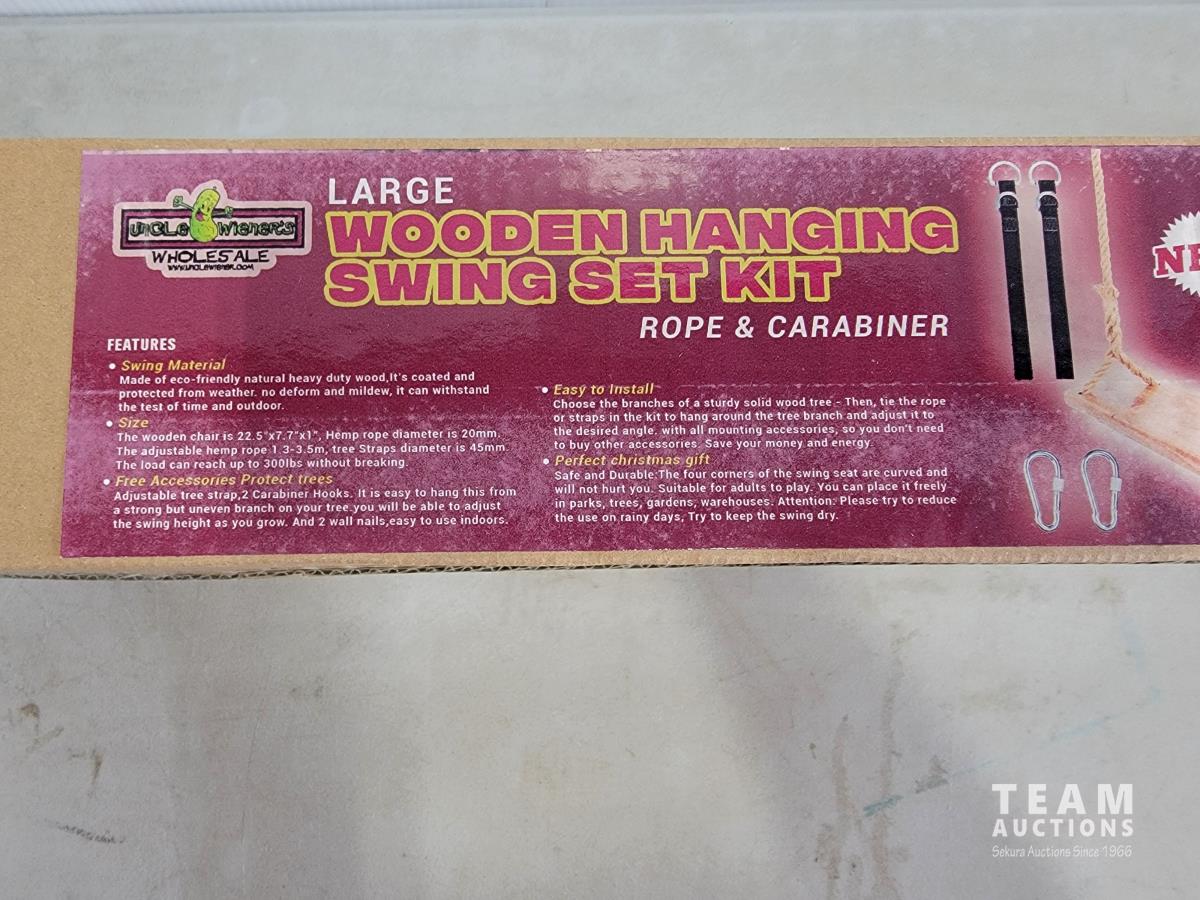 UNCLE WIENER'S
WHOLESALE
WWW.UNCLEWIENER.COM
LARGE
WOODEN HANGING
SWING SET KIT
ROPE & CARABINER
FEATURES
• Swing Material
Made of eco-friendly natural heavy duty wood,It's coated and
protected from weather. no deform and mildew, it can withstand
the test of time and outdoor.
• Size
The wooden chair is 22.5"x7.7"x1", Hemp rope diameter is 20mm.
The adjustable hemp rope 1.3-3.5m, tree Straps diameter is 45mm.
The load can reach up to 300lbs without breaking.
• Free Accessories Protect trees
Adjustable tree strap,2 Carabiner Hooks. It is easy to hang this from
a strong but uneven branch on your tree.you will be able to adjust
the swing height as you grow. And 2 wall nails,easy to use indoors.
• Easy to Install
Choose the branches of a sturdy solid wood tree - Then, tie the rope
or straps in the kit to hang around the tree branch and adjust it to
the desired angle. with all mounting accessories, so you don't need
to buy other accessories. Save your money and energy.
• Perfect christmas gift
Safe and Durable:The four corners of the swing seat are curved and
will not hurt you. Suitable for adults to play. You can place it freely
in parks, trees, gardens, warehouses. Attention: Please try to reduce
the use on rainy days, Try to keep the swing dry.
TEAM
AUCTIONS
Sekura Auctions Since 1966